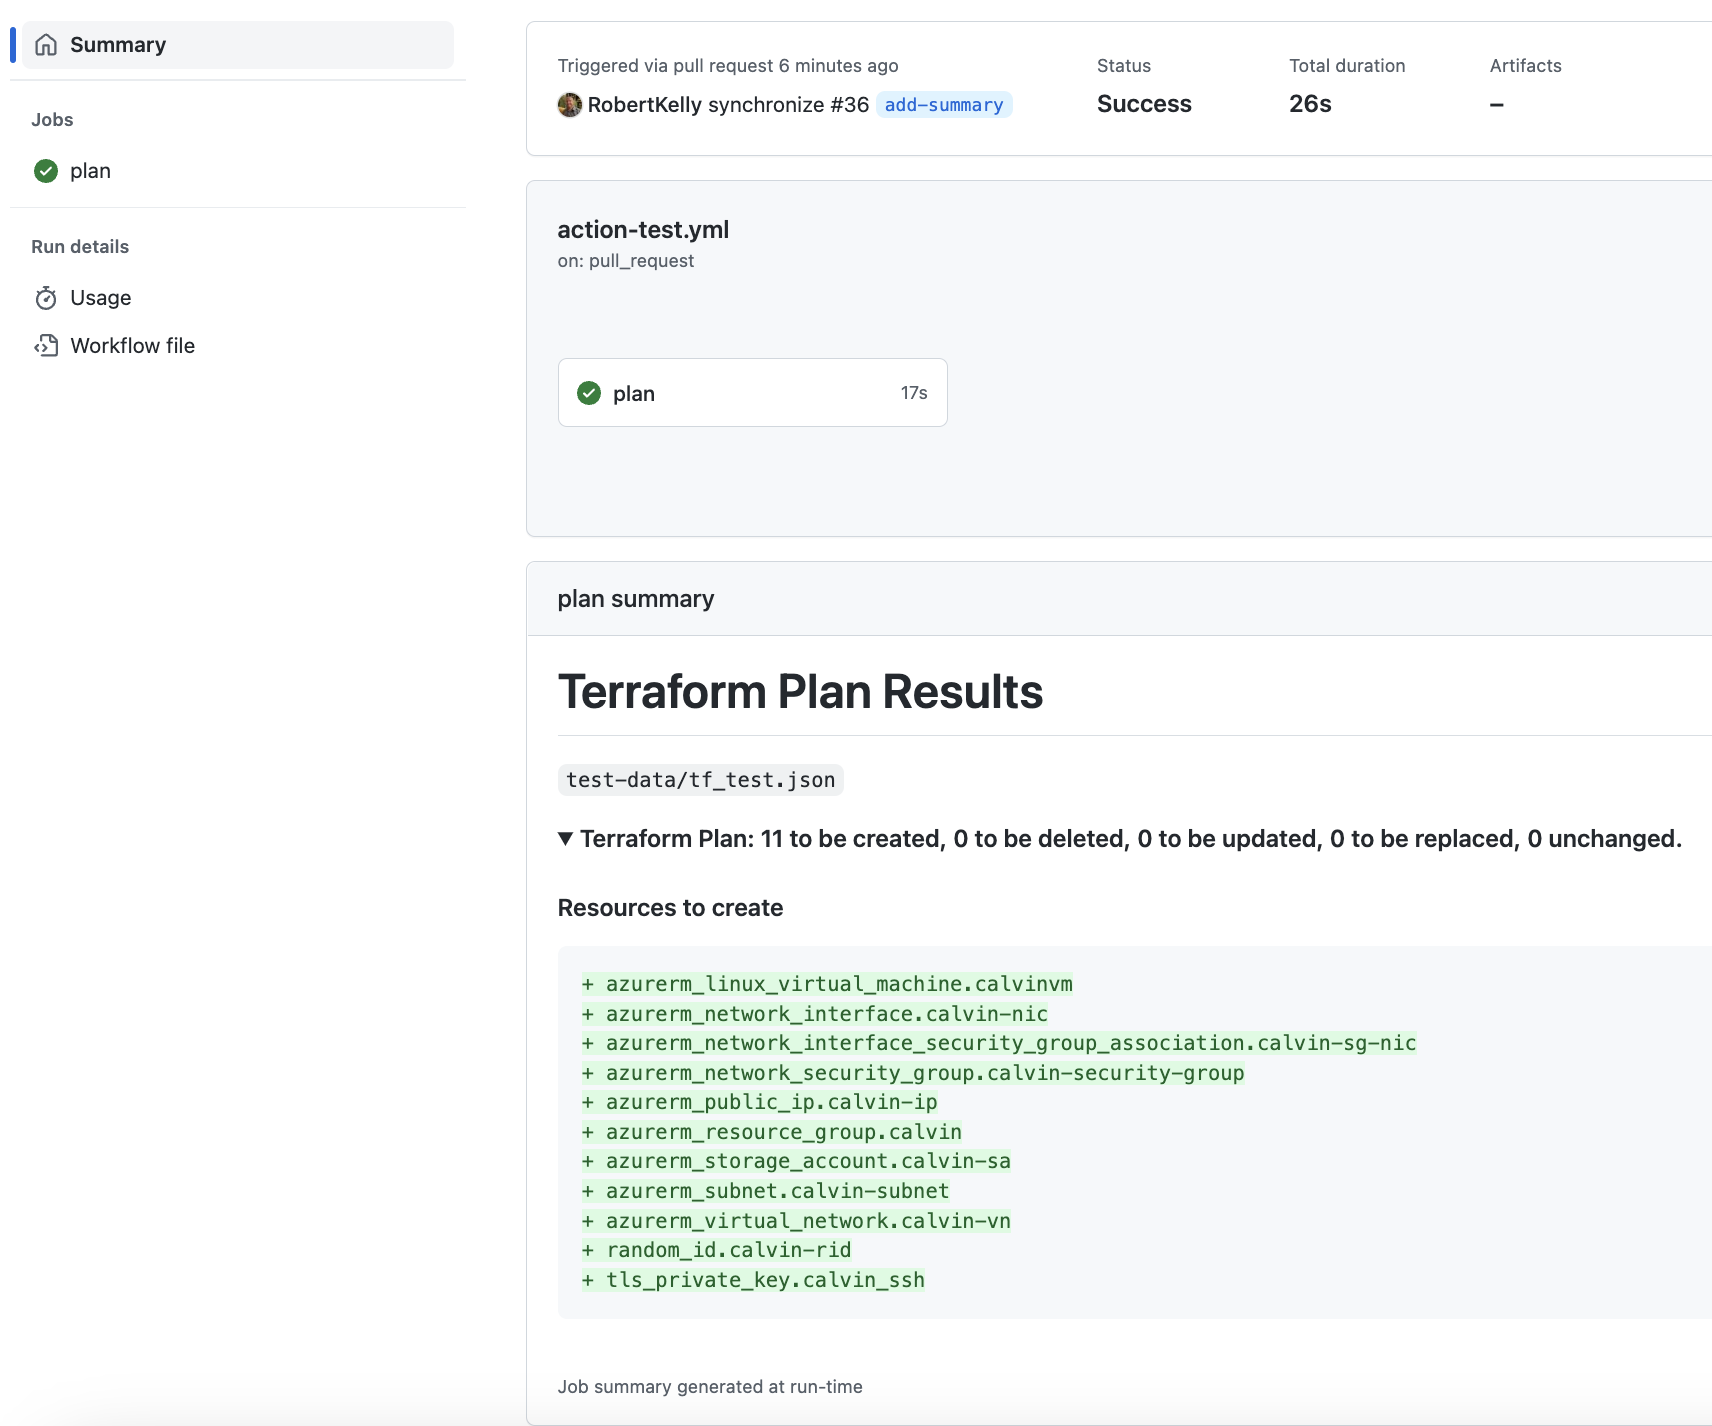 Summary
Jobs
plan
Run details
Usage
Workflow file
Triggered via pull request 6 minutes ago
RobertKelly synchronize #36 add-summary
Status
Success
Total duration
26s
Artifacts
–
action-test.yml
on: pull_request
plan 17s
plan summary
Terraform Plan Results
test-data/tf_test.json
▼ Terraform Plan: 11 to be created, 0 to be deleted, 0 to be updated, 0 to be replaced, 0 unchanged.
Resources to create
+ azurerm_linux_virtual_machine.calvinvm
+ azurerm_network_interface.calvin-nic
+ azurerm_network_interface_security_group_association.calvin-sg-nic
+ azurerm_network_security_group.calvin-security-group
+ azurerm_public_ip.calvin-ip
+ azurerm_resource_group.calvin
+ azurerm_storage_account.calvin-sa
+ azurerm_subnet.calvin-subnet
+ azurerm_virtual_network.calvin-vn
+ random_id.calvin-rid
+ tls_private_key.calvin_ssh
Job summary generated at run-time